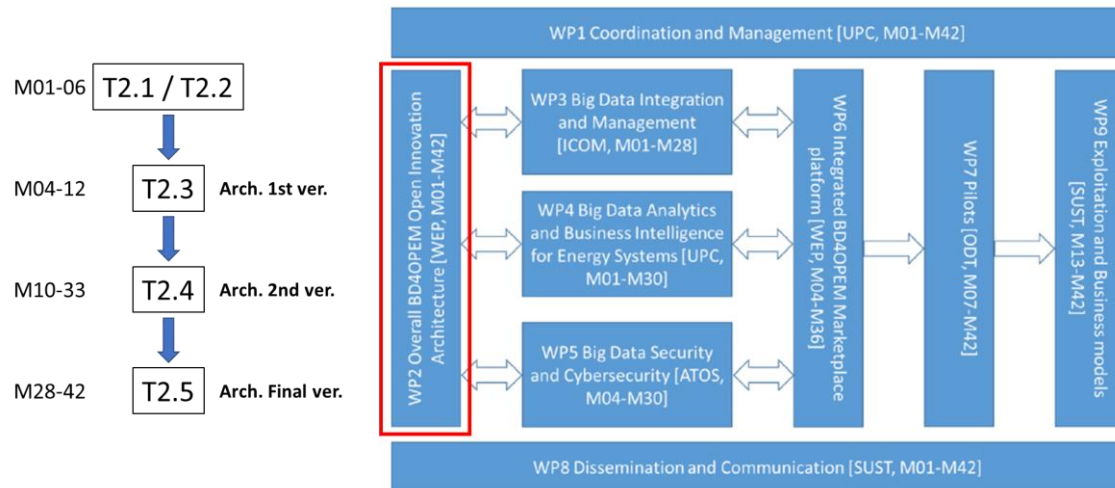 M01-06
T2.1 / T2.2
M04-12
T2.3
Arch. 1st ver.
M10-33
T2.4
Arch. 2nd ver.
M28-42
T2.5
Arch. Final ver.
WP1 Coordination and Management [UPC, M01-M42]
WP2 Overall BD4OPEM Open Innovation
Architecture [WEP, M01-M42]
WP3 Big Data Integration
and Management
[ICOM, M01-M28]
WP4 Big Data Analytics
and Business Intelligence
for Energy Systems [UPC,
M01-M30]
WP5 Big Data Security
and Cybersecurity [ATOS,
M04-M30]
WP6 Integrated BD4OPEM Marketplace
platform [WEP, M04-M36]
WP7 Pilots [ODT, M07-M42]
WP9 Exploitation and Business models
[SUST, M13-M42]
WP8 Dissemination and Communication [SUST, M01-M42]